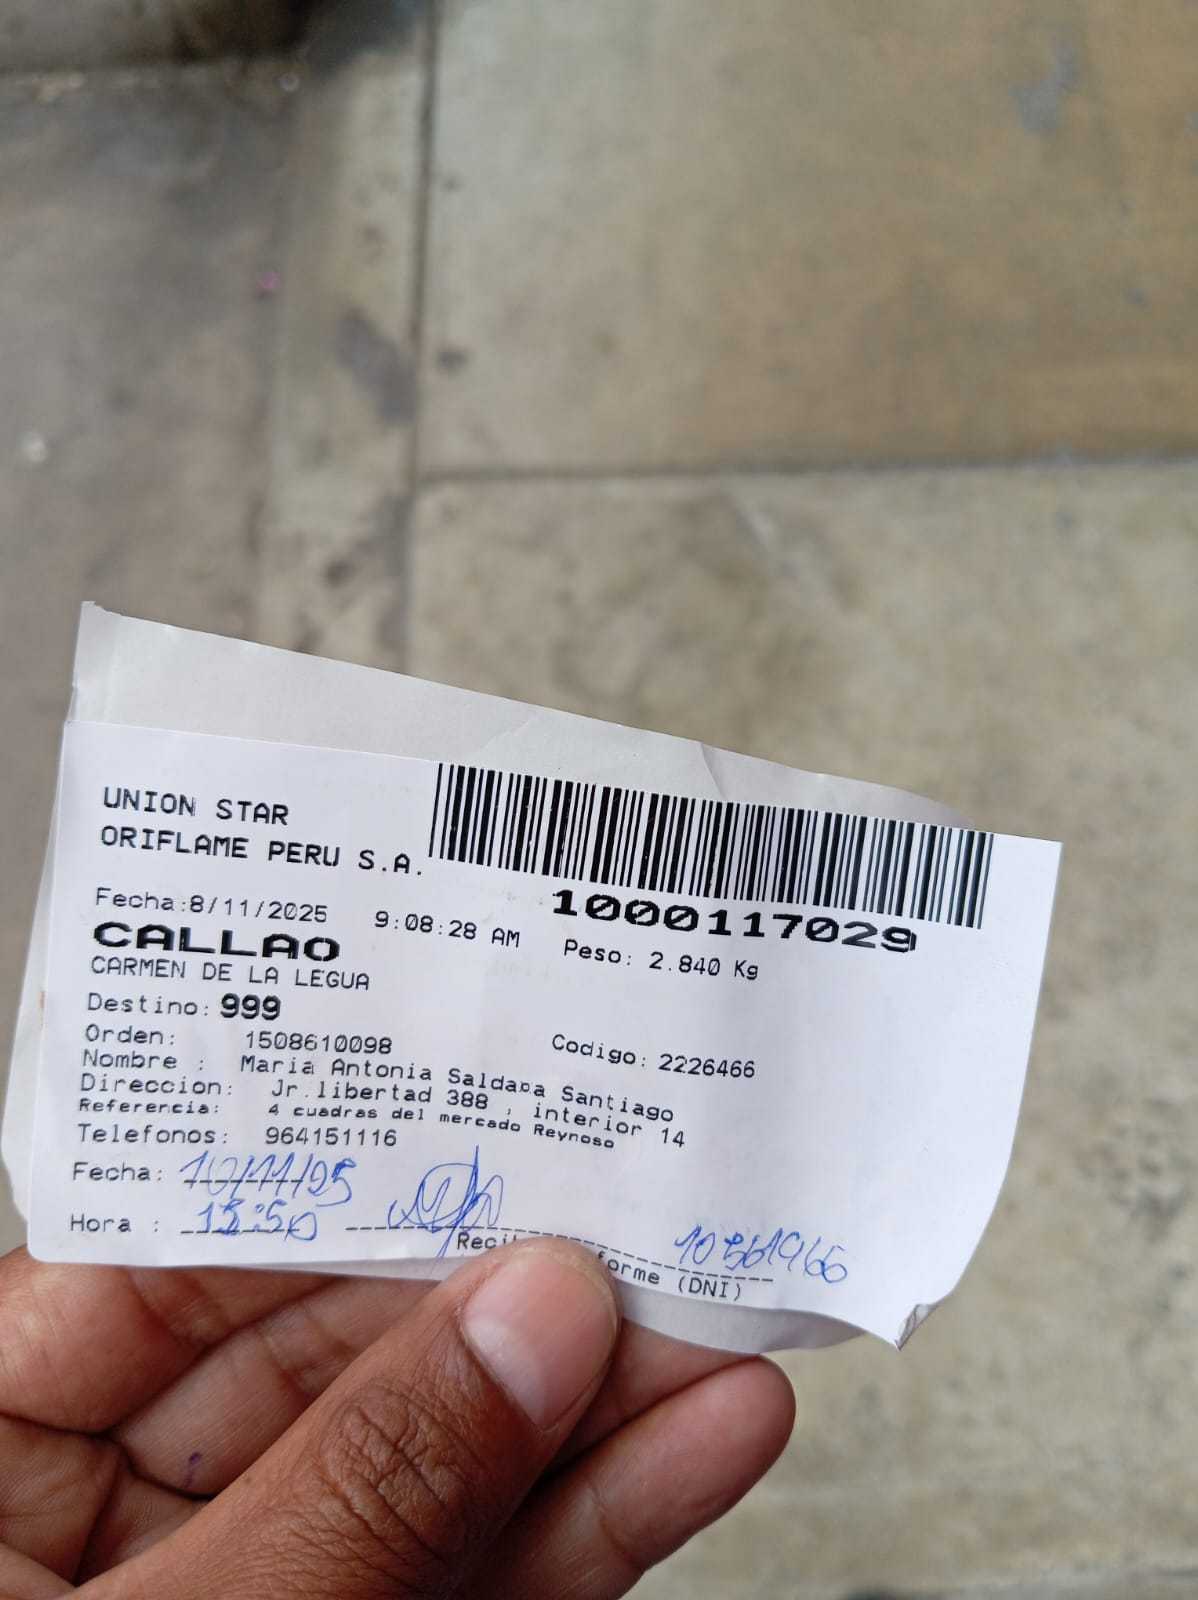 UNION STAR
ORIFLAME PERU S.A.
1000117029
Fecha:8/11/2025 9:08:28 AM Peso: 2.840 Kg
CALLAO
CARMEN DE LA LEGUA
Destino: 999
Orden: 1508610098 Codigo: 2226466
Nombre : Maria Antonia Saldaña Santiago
Direccion: Jr.libertad 388 , interior 14
Referencia: 4 cuadras del mercado Reynoso
Telefonos: 964151116
Fecha: 10/11/25
Hora : 13:50 10561966
(DNI)